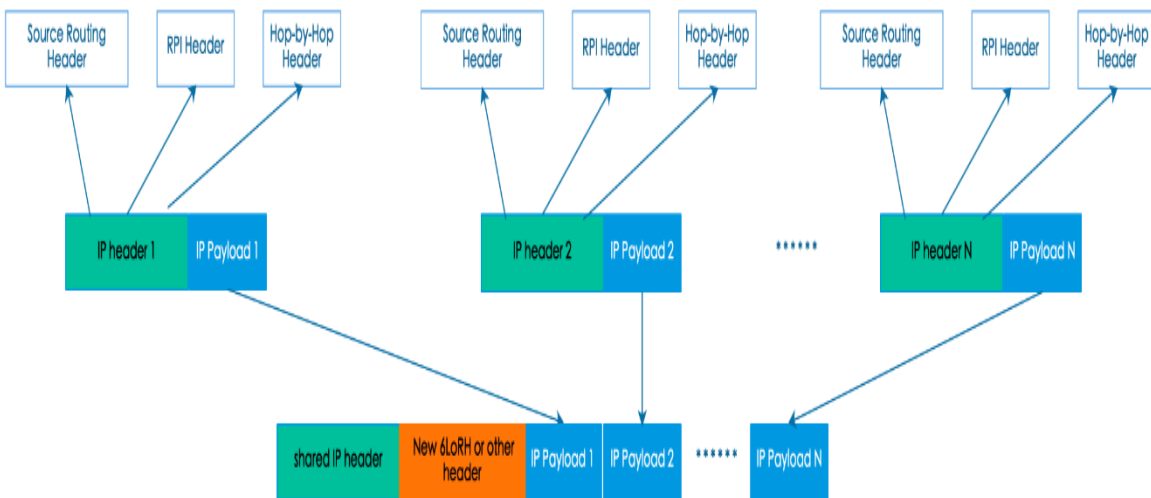 Source Routing
Header
RPI Header
Hop-by-Hop
Header
Source Routing
Header
RPI Header
Hop-by-Hop
Header
Source Routing
Header
RPI Header
Hop-by-Hop
Header
IP header 1
IP Payload 1
IP header 2
IP Payload 2
******
IP header N
IP Payload N
shared IP header
New 6LoRH or other
header
IP Payload 1
IP Payload 2
******
IP Payload N